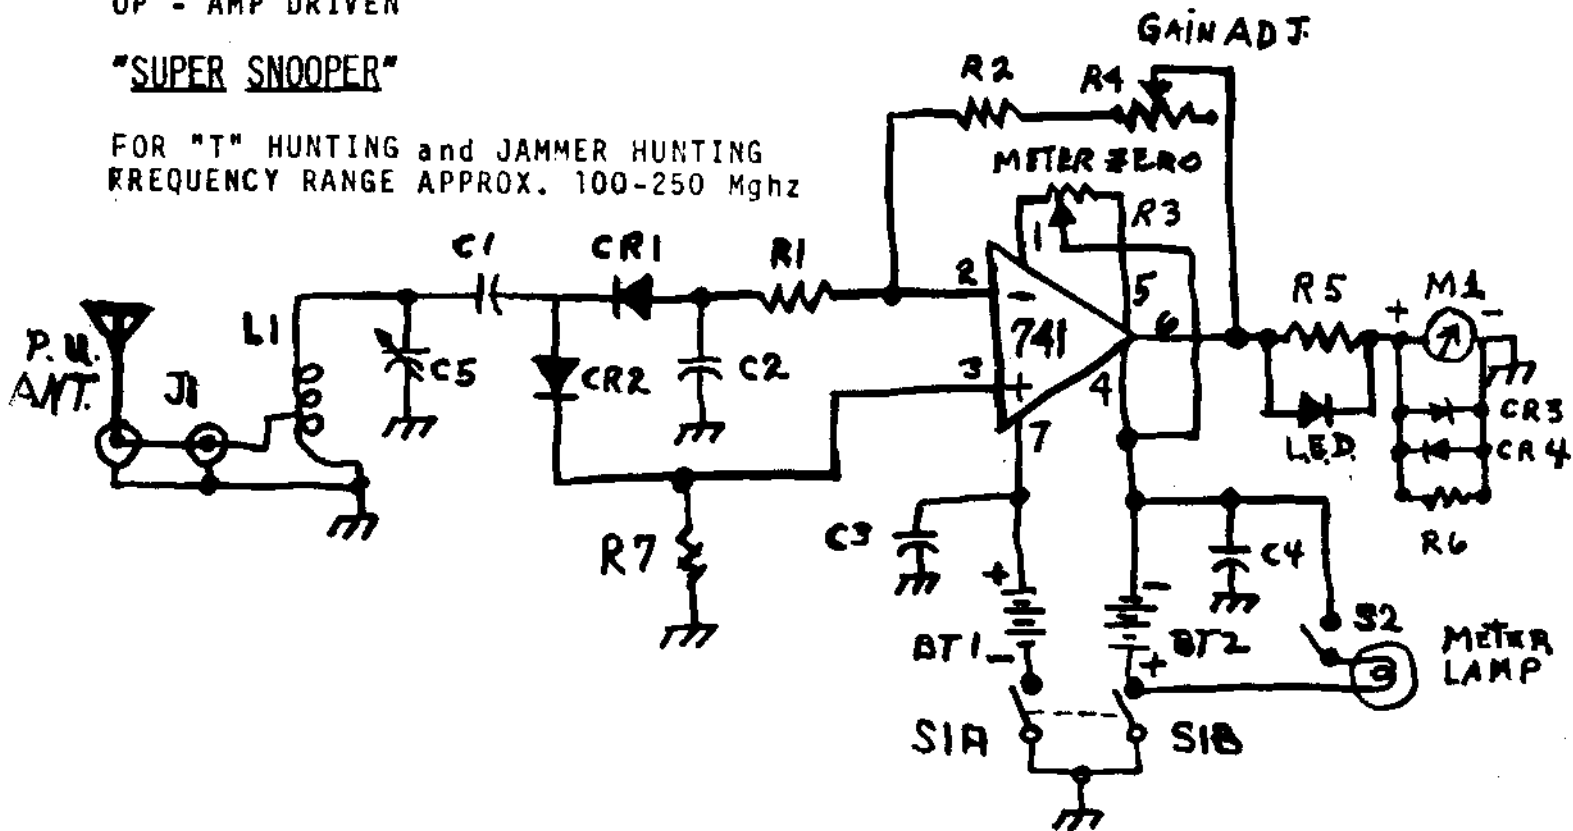 OP - AMP DRIVEN
"SUPER SNOOPER"
FOR "T" HUNTING and JAMMER HUNTING
FREQUENCY RANGE APPROX. 100-250 Mghz
GAIN ADJ.
R2
R4
METER ZERO
R3
1
C1
CR1
R1
2
-
741
5
6
R5
+
M1
-
P.U.
ANT.
J1
L1
C5
CR2
C2
3
+
4
7
L.E.D.
CR3
CR4
R6
R7
C3
C4
+
BT1
-
-
BT2
+
S2
METER
LAMP
S1A
S1B